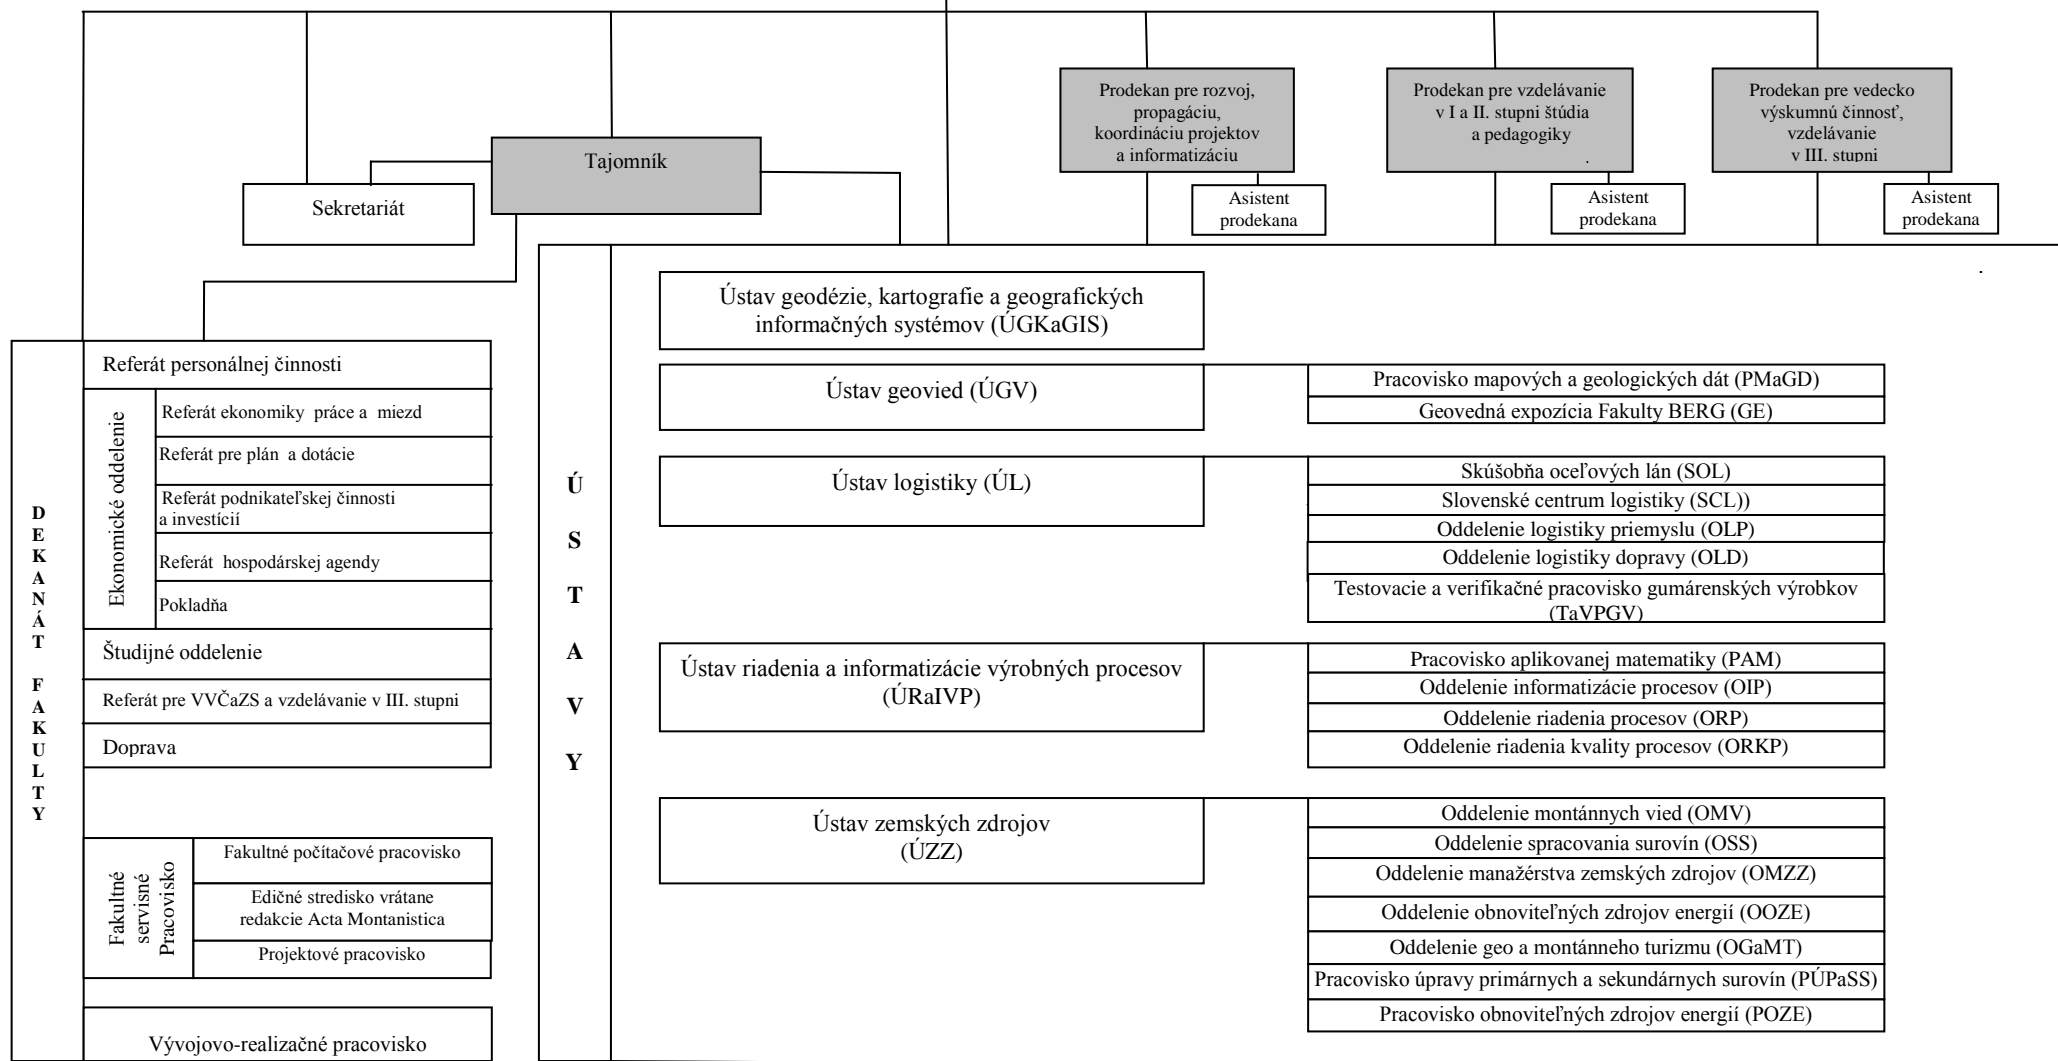 Prodekan pre rozvoj,
propagáciu,
koordináciu projektov
a informatizáciu
Prodekan pre vzdelávanie
v I a II. stupni štúdia
a pedagogiky
.
Prodekan pre vedecko
výskumnú činnosť,
vzdelávanie
v III. stupni
Tajomník
Sekretariát
Asistent
prodekana
Asistent
prodekana
Asistent
prodekana
.
DEKANÁT FAKULTY
Referát personálnej činnosti
Ekonomické oddelenie
Referát ekonomiky práce a miezd
Referát pre plán a dotácie
Referát podnikateľskej činnosti
a investícií
Referát hospodárskej agendy
Pokladňa
Študijné oddelenie
Referát pre VVČaZS a vzdelávanie v III. stupni
Doprava
Fakultné
servisné
Pracovisko
Fakultné počítačové pracovisko
Edičné stredisko vrátane
redakcie Acta Montanistica
Projektové pracovisko
Vývojovo-realizačné pracovisko
ÚSTAVY
Ústav geodézie, kartografie a geografických
informačných systémov (ÚGKaGIS)
Ústav geovied (ÚGV)
Pracovisko mapových a geologických dát (PMaGD)
Geovedná expozícia Fakulty BERG (GE)
Ústav logistiky (ÚL)
Skúšobňa oceľových lán (SOL)
Slovenské centrum logistiky (SCL))
Oddelenie logistiky priemyslu (OLP)
Oddelenie logistiky dopravy (OLD)
Testovacie a verifikačné pracovisko gumárenských výrobkov
(TaVPGV)
Ústav riadenia a informatizácie výrobných procesov
(ÚRaIVP)
Pracovisko aplikovanej matematiky (PAM)
Oddelenie informatizácie procesov (OIP)
Oddelenie riadenia procesov (ORP)
Oddelenie riadenia kvality procesov (ORKP)
Ústav zemských zdrojov
(ÚZZ)
Oddelenie montánnych vied (OMV)
Oddelenie spracovania surovín (OSS)
Oddelenie manažérstva zemských zdrojov (OMZZ)
Oddelenie obnoviteľných zdrojov energií (OOZE)
Oddelenie geo a montánneho turizmu (OGaMT)
Pracovisko úpravy primárnych a sekundárnych surovín (PÚPaSS)
Pracovisko obnoviteľných zdrojov energií (POZE)